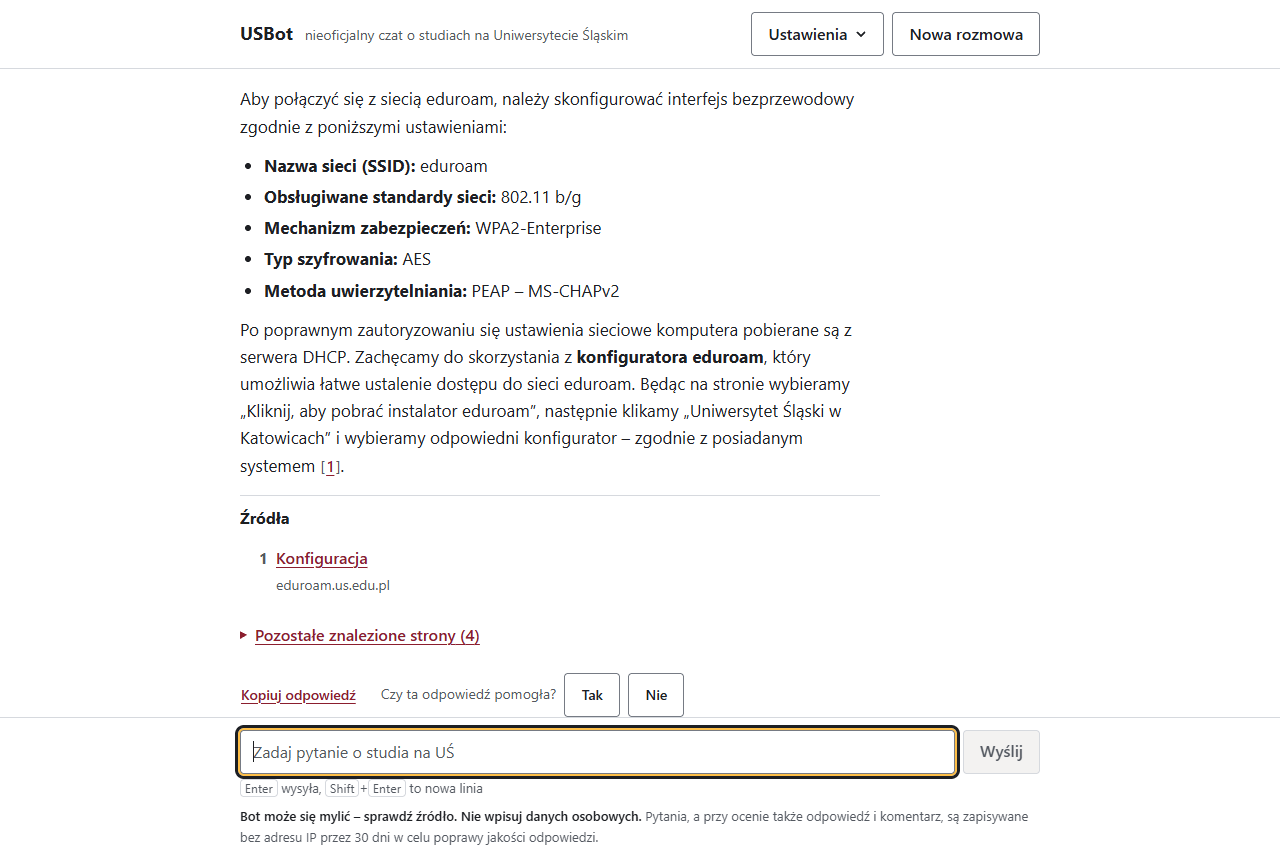 USBot nieoficjalny czat o studiach na Uniwersytecie Śląskim
Ustawienia
Nowa rozmowa
Aby połączyć się z siecią eduroam, należy skonfigurować interfejs bezprzewodowy
zgodnie z poniższymi ustawieniami:
• Nazwa sieci (SSID): eduroam
• Obsługiwane standardy sieci: 802.11 b/g
• Mechanizm zabezpieczeń: WPA2-Enterprise
• Typ szyfrowania: AES
• Metoda uwierzytelniania: PEAP – MS-CHAPv2
Po poprawnym zautoryzowaniu się ustawienia sieciowe komputera pobierane są z
serwera DHCP. Zachęcamy do skorzystania z konfiguratora eduroam, który
umożliwia łatwe ustalenie dostępu do sieci eduroam. Będąc na stronie wybieramy
„Kliknij, aby pobrać instalator eduroam”, następnie klikamy „Uniwersytet Śląski w
Katowicach” i wybieramy odpowiedni konfigurator – zgodnie z posiadanym
systemem [1].
Źródła
1 Konfiguracja
eduroam.us.edu.pl
Pozostałe znalezione strony (4)
Kopiuj odpowiedź Czy ta odpowiedź pomogła? Tak Nie
Zadaj pytanie o studia na UŚ
Wyślij
Enter wysyła, Shift + Enter to nowa linia
Bot może się mylić – sprawdź źródło. Nie wpisuj danych osobowych. Pytania, a przy ocenie także odpowiedź i komentarz, są zapisywane
bez adresu IP przez 30 dni w celu poprawy jakości odpowiedzi.